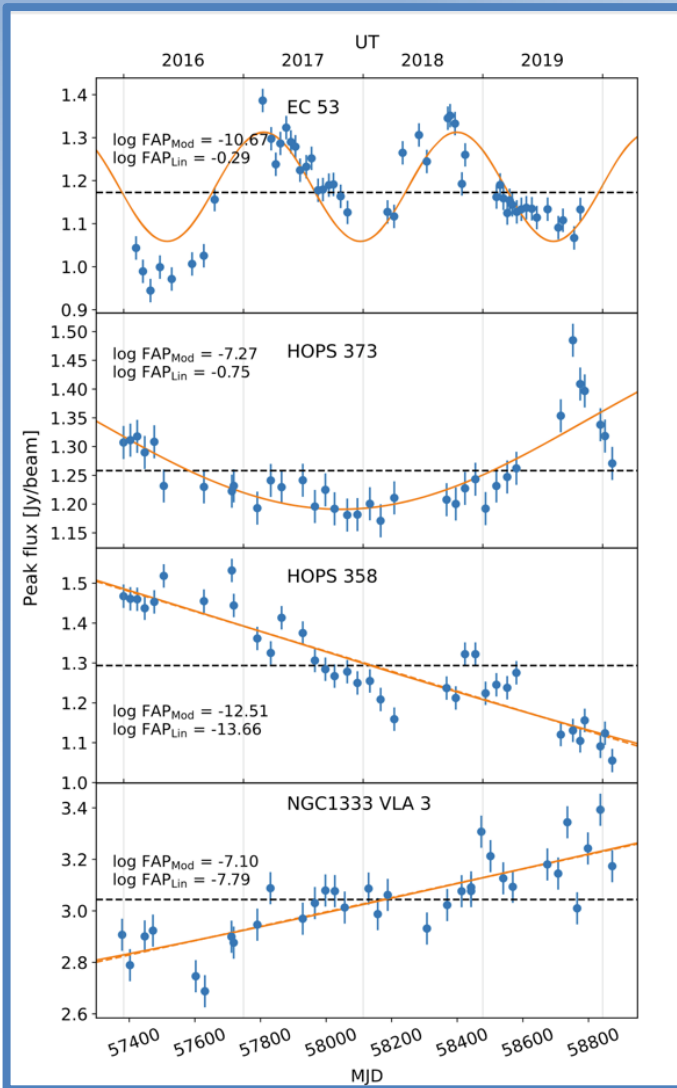 UT
2016 2017 2018 2019
EC 53
log FAP_Mod = -10.67
log FAP_Lin = -0.29
1.4
1.3
1.2
1.1
1.0
0.9
HOPS 373
log FAP_Mod = -7.27
log FAP_Lin = -0.75
1.50
1.45
1.40
1.35
1.30
1.25
1.20
1.15
Peak flux [Jy/beam]
HOPS 358
1.5
1.4
1.3
1.2
1.1
1.0
log FAP_Mod = -12.51
log FAP_Lin = -13.66
NGC1333 VLA 3
log FAP_Mod = -7.10
log FAP_Lin = -7.79
3.4
3.2
3.0
2.8
2.6
57400 57600 57800 58000 58200 58400 58600 58800
MJD